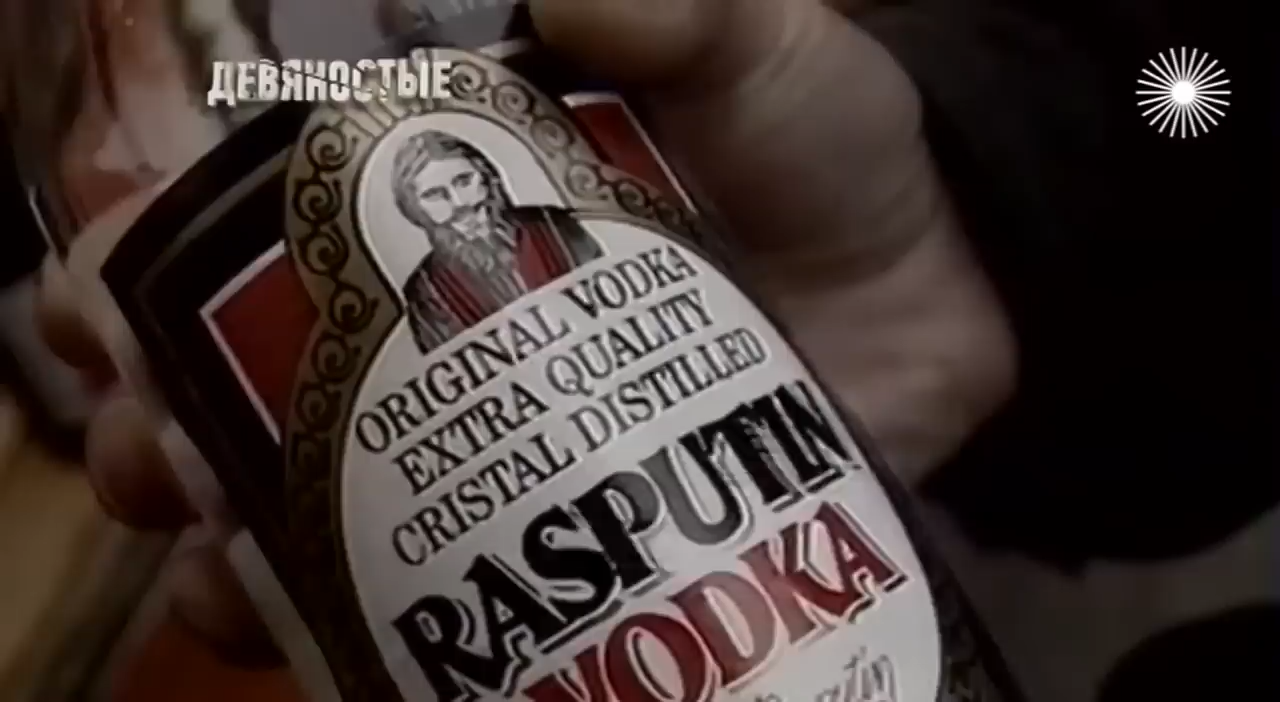 ДЕВЯНОСТЫЕ
ORIGINAL VODKA
EXTRA QUALITY
CRISTAL DISTILLED
RASPUTIN
VODKA